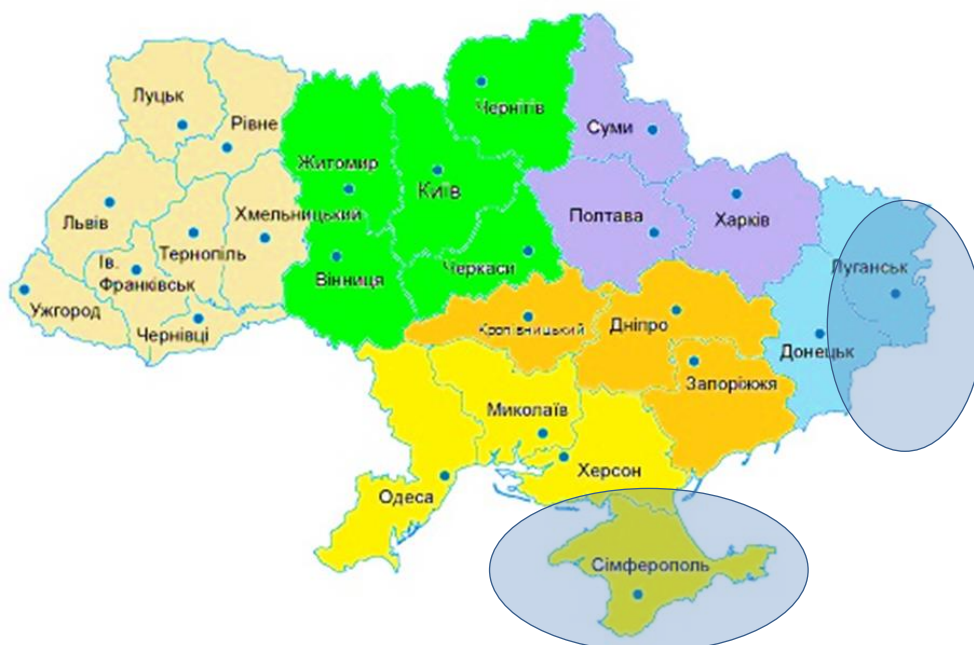 Луцьк
Рівне
Чернігів
Суми
Житомир
Київ
Львів
Хмельницький
Полтава
Харків
Тернопіль
Ів.
Франківськ
Вінниця
Черкаси
Луганськ
Ужгород
Чернівці
Кропівницький
Дніпро
Донецьк
Запоріжжя
Миколаїв
Херсон
Одеса
Сімферополь